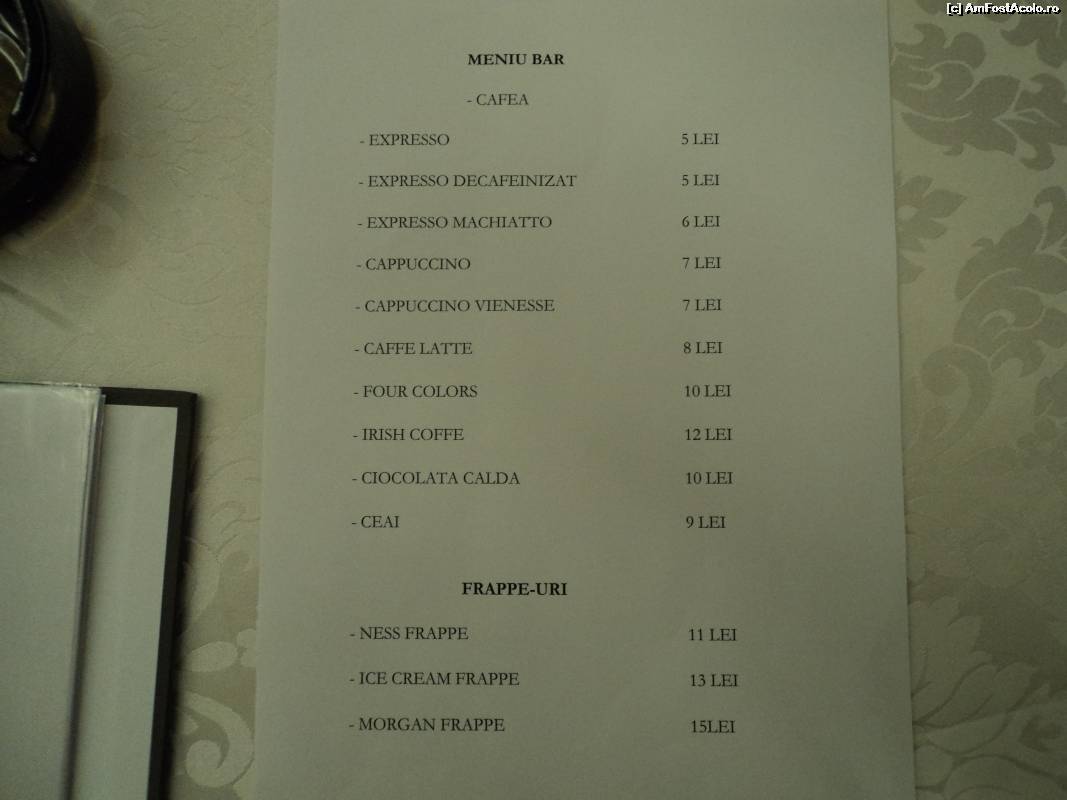 [c] AmFostAcolo.ro
MENIU BAR
- CAFEA
- EXPRESSO 5 LEI
- EXPRESSO DECAFEINIZAT 5 LEI
- EXPRESSO MACHIATTO 6 LEI
- CAPPUCCINO 7 LEI
- CAPPUCCINO VIENESSE 7 LEI
- CAFFE LATTE 8 LEI
- FOUR COLORS 10 LEI
- IRISH COFFE 12 LEI
- CIOCOLATA CALDA 10 LEI
- CEAI 9 LEI
FRAPPE-URI
- NESS FRAPPE 11 LEI
- ICE CREAM FRAPPE 13 LEI
- MORGAN FRAPPE 15LEI